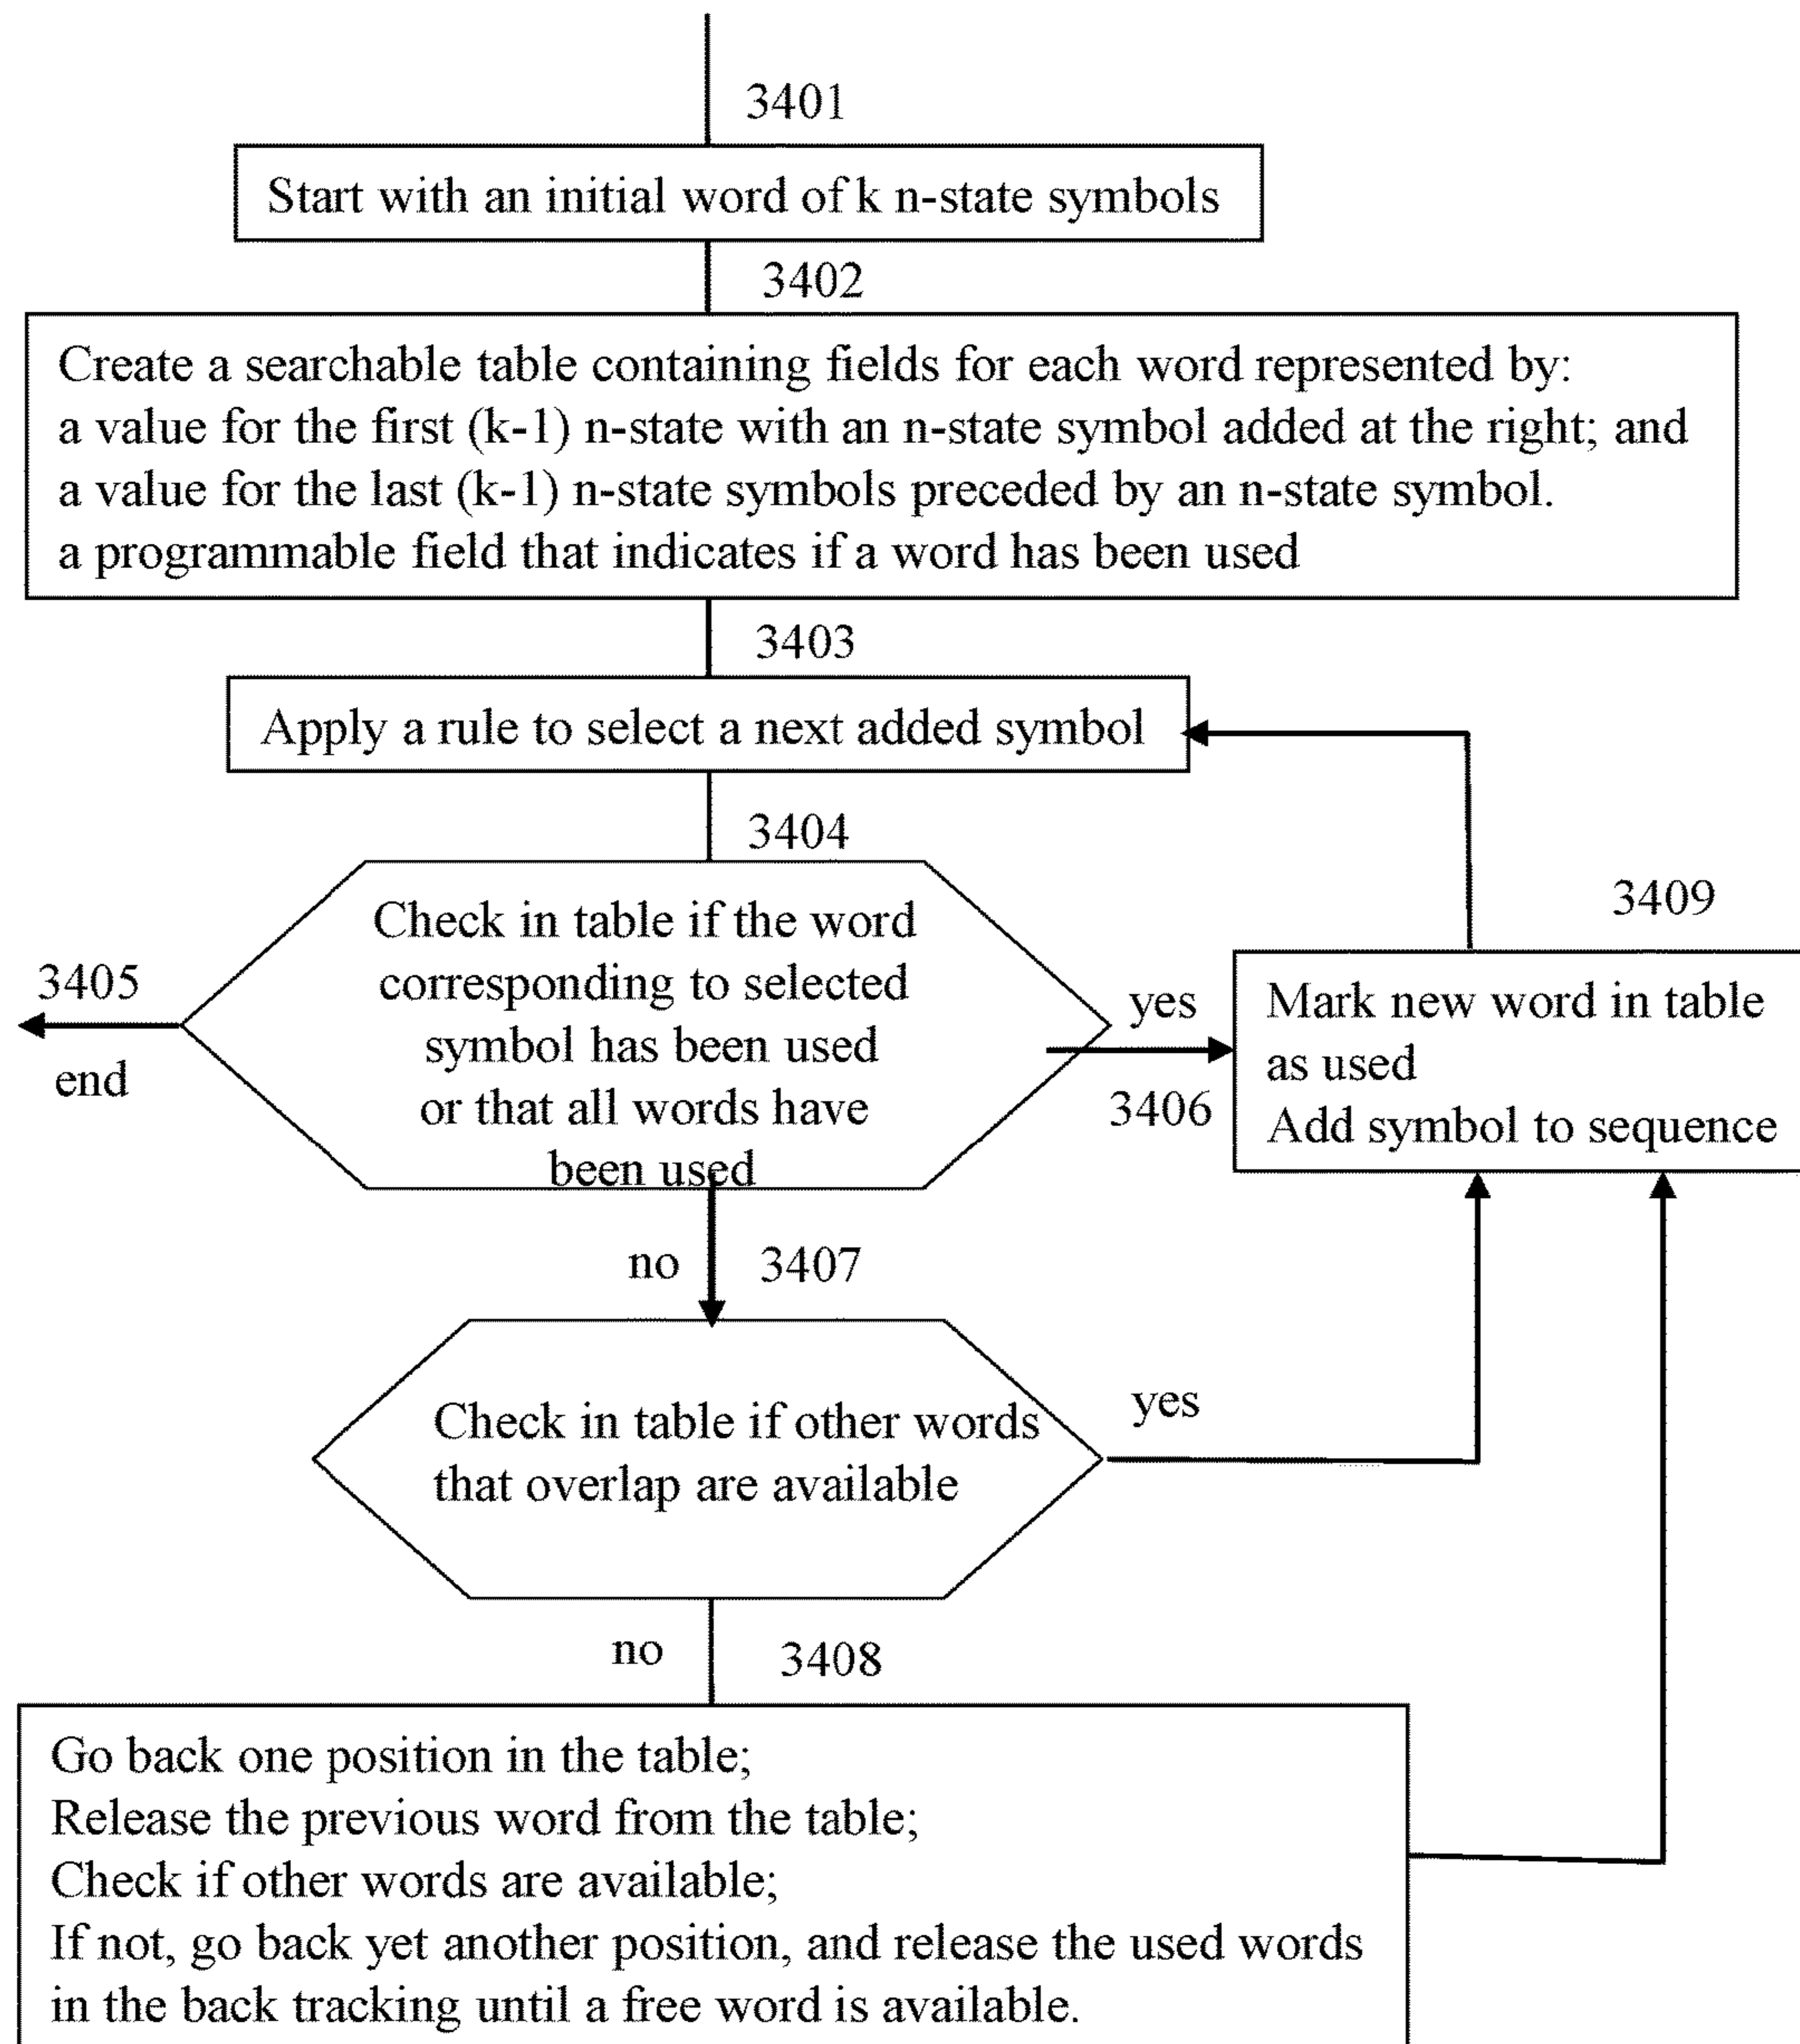 3401
Start with an initial word of k n-state symbols
3402
Create a searchable table containing fields for each word represented by:
a value for the first (k-1) n-state with an n-state symbol added at the right; and
a value for the last (k-1) n-state symbols preceded by an n-state symbol.
a programmable field that indicates if a word has been used
3403
Apply a rule to select a next added symbol
3404
Check in table if the word
corresponding to selected
symbol has been used
or that all words have
been used
3405
end
yes
3406
3409
Mark new word in table
as used
Add symbol to sequence
no
3407
Check in table if other words
that overlap are available
yes
no
3408
Go back one position in the table;
Release the previous word from the table;
Check if other words are available;
If not, go back yet another position, and release the used words
in the back tracking until a free word is available.